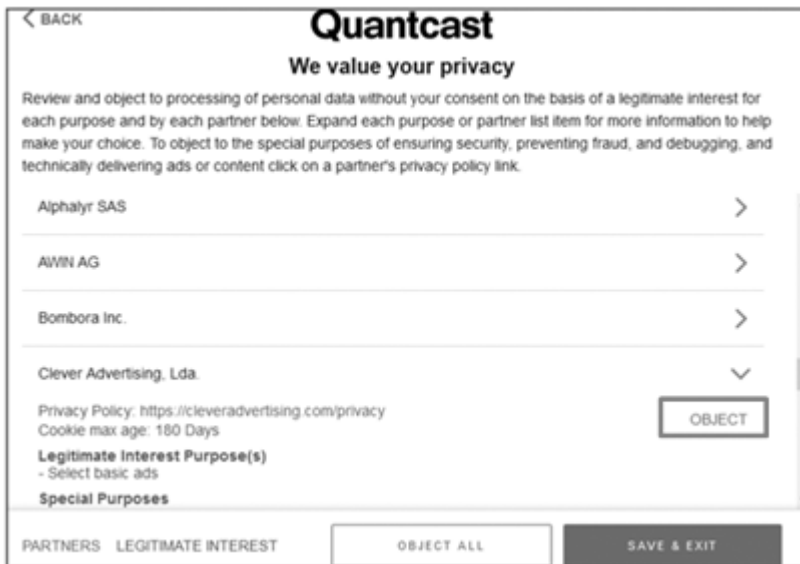 BACK
Quantcast
We value your privacy
Review and object to processing of personal data without your consent on the basis of a legitimate interest for
each purpose and by each partner below. Expand each purpose or partner list item for more information to help
make your choice. To object to the special purposes of ensuring security, preventing fraud, and debugging, and
technically delivering ads or content click on a partner's privacy policy link.
Alphalyr SAS
AWIN AG
Bombora Inc.
Clever Advertising, Lda.
Privacy Policy: https://cleveradvertising.com/privacy
OBJECT
Cookie max age: 180 Days
Legitimate Interest Purpose(s)
- Select basic ads
Special Purposes
PARTNERS LEGITIMATE INTEREST OBJECT ALL SAVE & EXIT